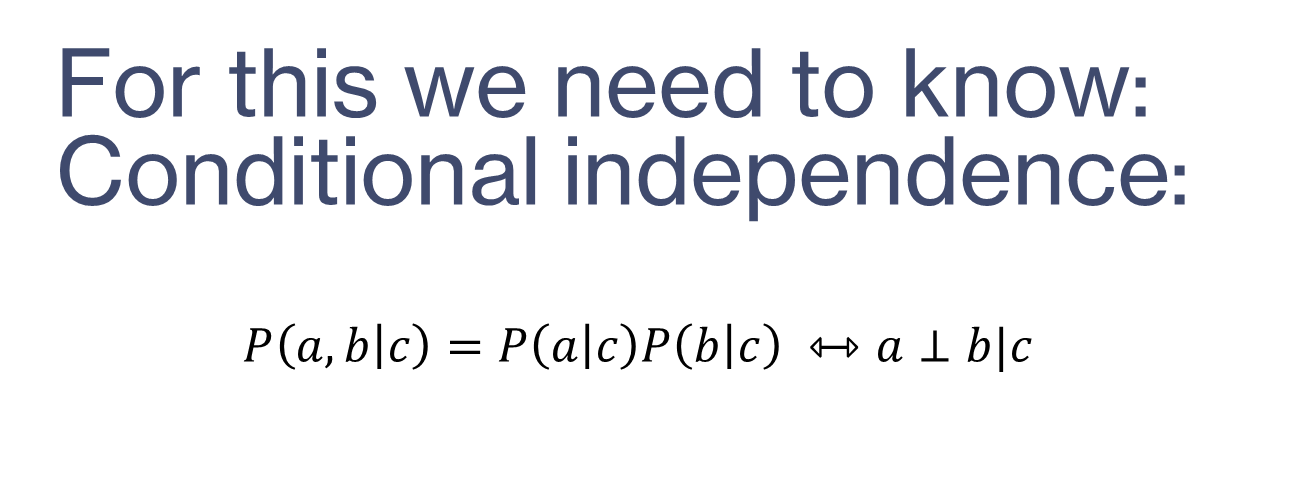 For this we need to know:
Conditional independence:
P(a, b|c) = P(a|c)P(b|c) ⇿ a ⊥ b|c